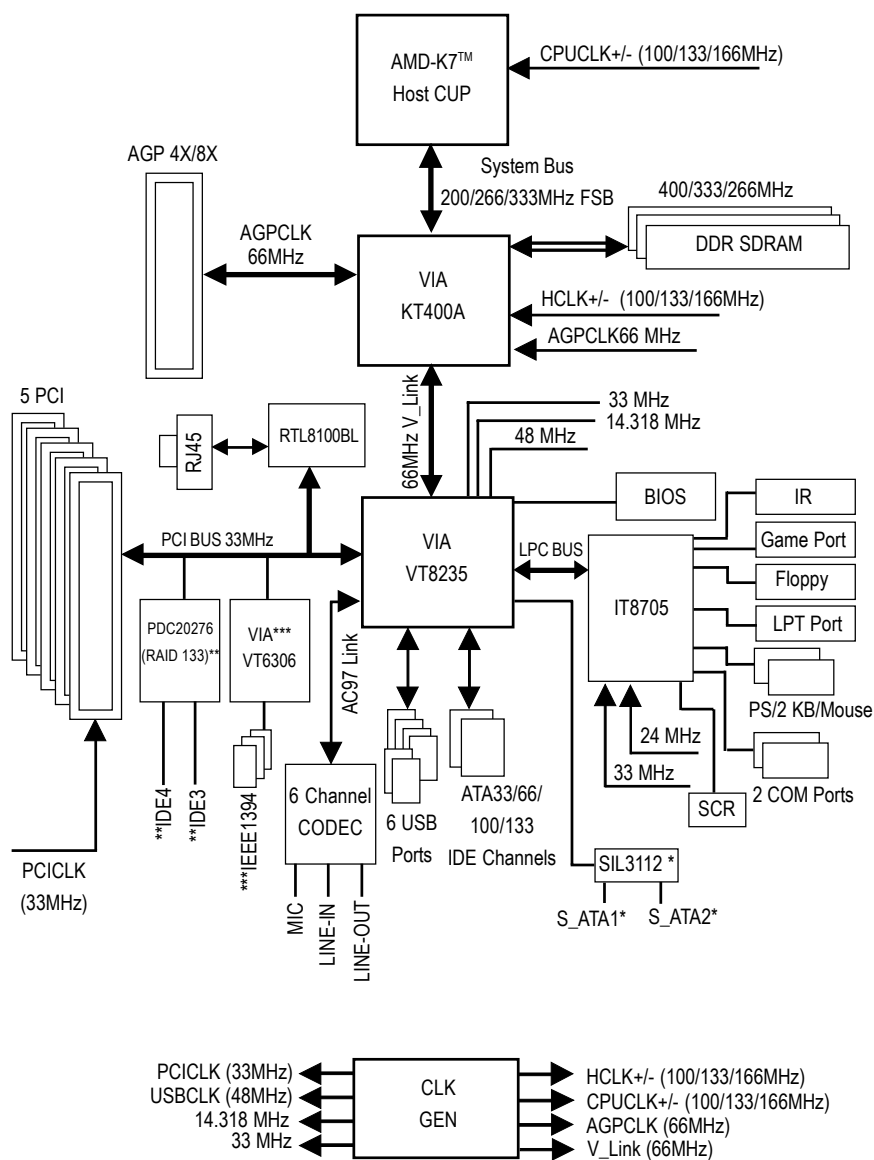 AMD-K7™
Host CUP
CPUCLK+/- (100/133/166MHz)
AGP 4X/8X
System Bus
200/266/333MHz FSB
400/333/266MHz
DDR SDRAM
AGPCLK
66MHz
VIA
KT400A
HCLK+/- (100/133/166MHz)
AGPCLK66 MHz
5 PCI
RJ45
RTL8100BL
66MHz V_Link
33 MHz
14.318 MHz
48 MHz
BIOS
IR
Game Port
Floppy
LPT Port
PCI BUS 33MHz
VIA
VT8235
LPC BUS
IT8705
PDC20276
(RAID 133)**
VIA***
VT6306
AC97 Link
PS/2 KB/Mouse
24 MHz
33 MHz
2 COM Ports
SCR
**IDE4
**IDE3
***IEEE1394
6 Channel
CODEC
6 USB
Ports
ATA33/66/
100/133
IDE Channels
SIL3112 *
S_ATA1*
S_ATA2*
PCICLK
(33MHz)
MIC
LINE-IN
LINE-OUT
PCICLK (33MHz)
USBCLK (48MHz)
14.318 MHz
33 MHz
CLK
GEN
HCLK+/- (100/133/166MHz)
CPUCLK+/- (100/133/166MHz)
AGPCLK (66MHz)
V_Link (66MHz)